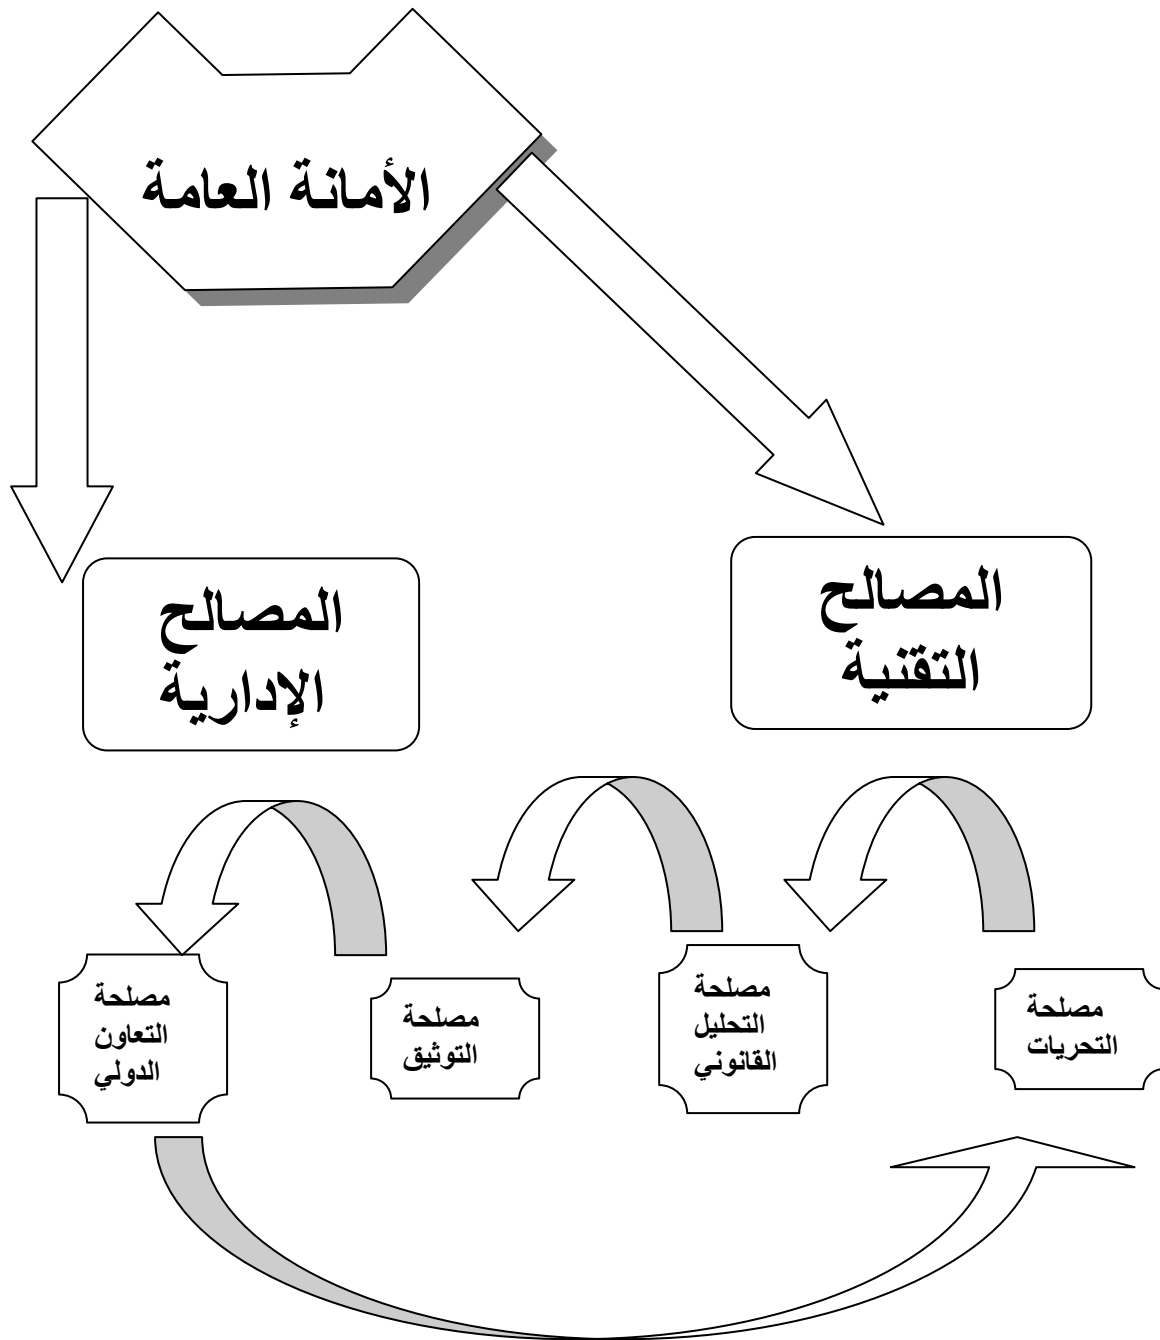 الأمانة العامة
المصالح
التقنية
المصالح
الإدارية
مصلحة
التحريات
مصلحة
التحليل
القانوني
مصلحة
التوثيق
مصلحة
التعاون
الدولي